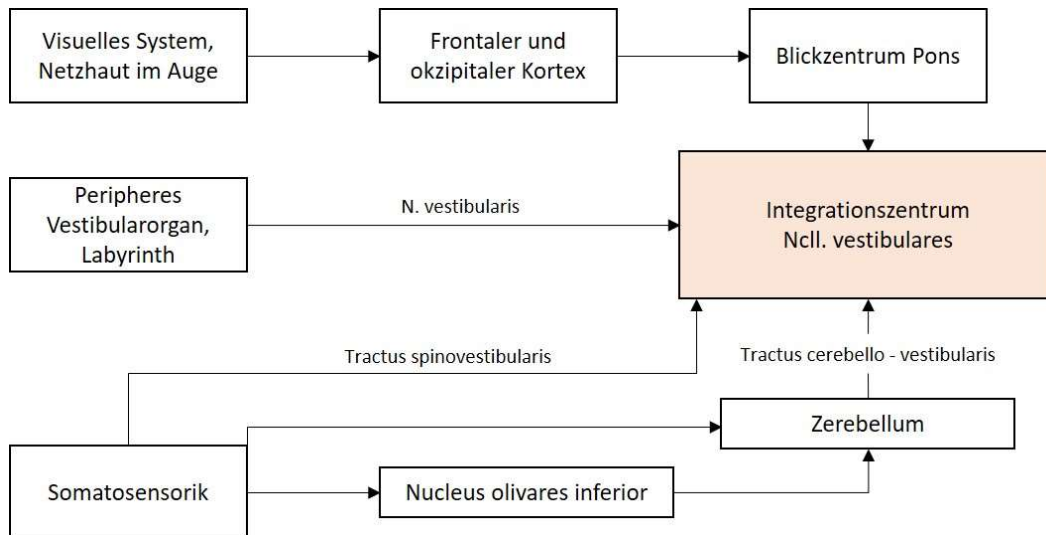 Visuelles System,
Netzhaut im Auge
Frontaler und
okzipitaler Kortex
Blickzentrum Pons
Peripheres
Vestibularorgan,
Labyrinth
N. vestibularis
Integrationszentrum
Ncll. vestibulares
Tractus spinovestibularis
Tractus cerebello - vestibularis
Zerebellum
Somatosensorik
Nucleus olivares inferior